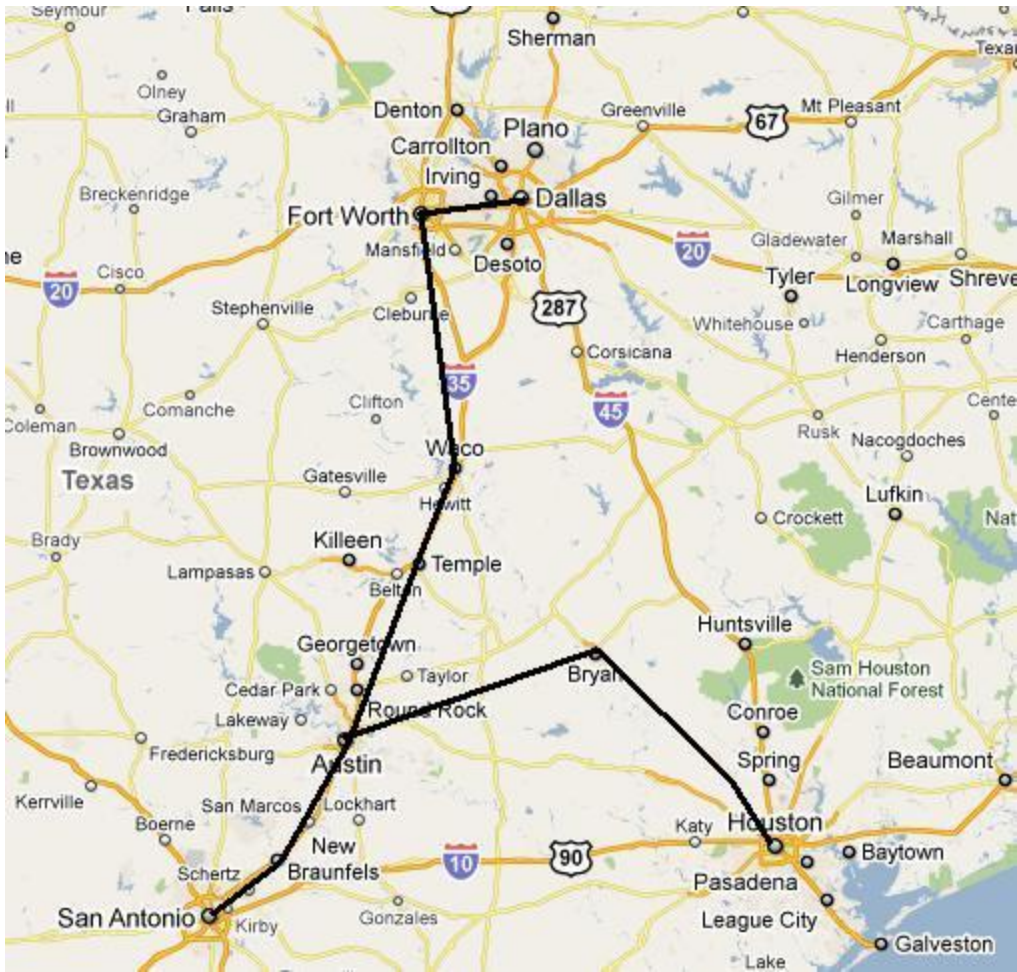 Seymour
Falls
Sherman
Olney
Graham
Denton
Greenville
67
Mt Pleasant
Plano
Carrollton
Irving
Dallas
Breckenridge
Fort Worth
Gilmer
Mansfield
Desoto
20
Gladewater
Marshall
Cisco
20
Tyler
Longview
Stephenville
Cleburne
287
Whitehouse
Carthage
Corsicana
Henderson
35
Comanche
Clifton
45
Coleman
Rusk
Brownwood
Waco
Nacogdoches
Texas
Gatesville
Hewitt
Lufkin
Crockett
Brady
Killeen
Lampasas
Temple
Belton
Georgetown
Huntsville
Taylor
Bryan
Sam Houston
National Forest
Cedar Park
Round Rock
Lakeway
Conroe
Fredericksburg
Austin
Spring
Beaumont
Kerrville
San Marcos
Lockhart
Boerne
Katy
Houston
New
Braunfels
10
90
Baytown
Schertz
Pasadena
San Antonio
Kirby
Gonzales
League City
Galveston
Lake